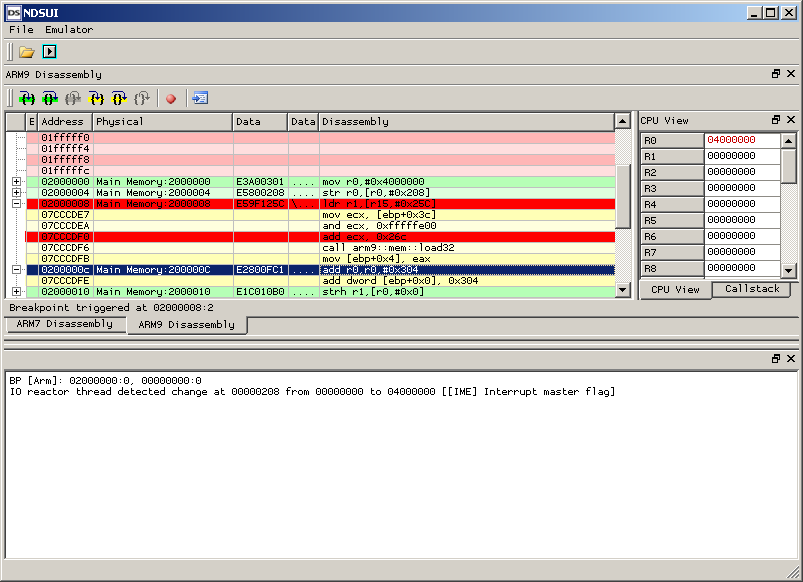 DS NDSUI
File Emulator
ARM9 Disassembly
E Address Physical Data Data Disassembly
01fffff0
01fffff4
01fffff8
01fffffc
02000000 Main Memory:2000000 E3A00301 .... mov r0,#0x4000000
02000004 Main Memory:2000004 E5800208 .... str r0,[r0,#0x208]
02000008 Main Memory:2000008 E59F125C \... ldr r1,[r15,#0x25C]
07CCCDE7 mov ecx, [ebp+0x3c]
07CCCDEA and ecx, 0xfffffe00
07CCCDF0 add ecx, 0x26c
07CCCDF6 call arm9::mem::load32
07CCCDFB mov [ebp+0x4], eax
0200000c Main Memory:200000C E2800FC1 .... add r0,r0,#0x304
07CCCDFE add dword [ebp+0x0], 0x304
02000010 Main Memory:2000010 E1C010B0 .... strh r1,[r0,#0x0]
CPU View
R0 04000000
R1 00000000
R2 00000000
R3 00000000
R4 00000000
R5 00000000
R6 00000000
R7 00000000
R8 00000000
CPU View Callstack
Breakpoint triggered at 02000008:2
ARM7 Disassembly ARM9 Disassembly
BP [Arm]: 02000000:0, 00000000:0
IO reactor thread detected change at 00000208 from 00000000 to 04000000 [[IME] Interrupt master flag]